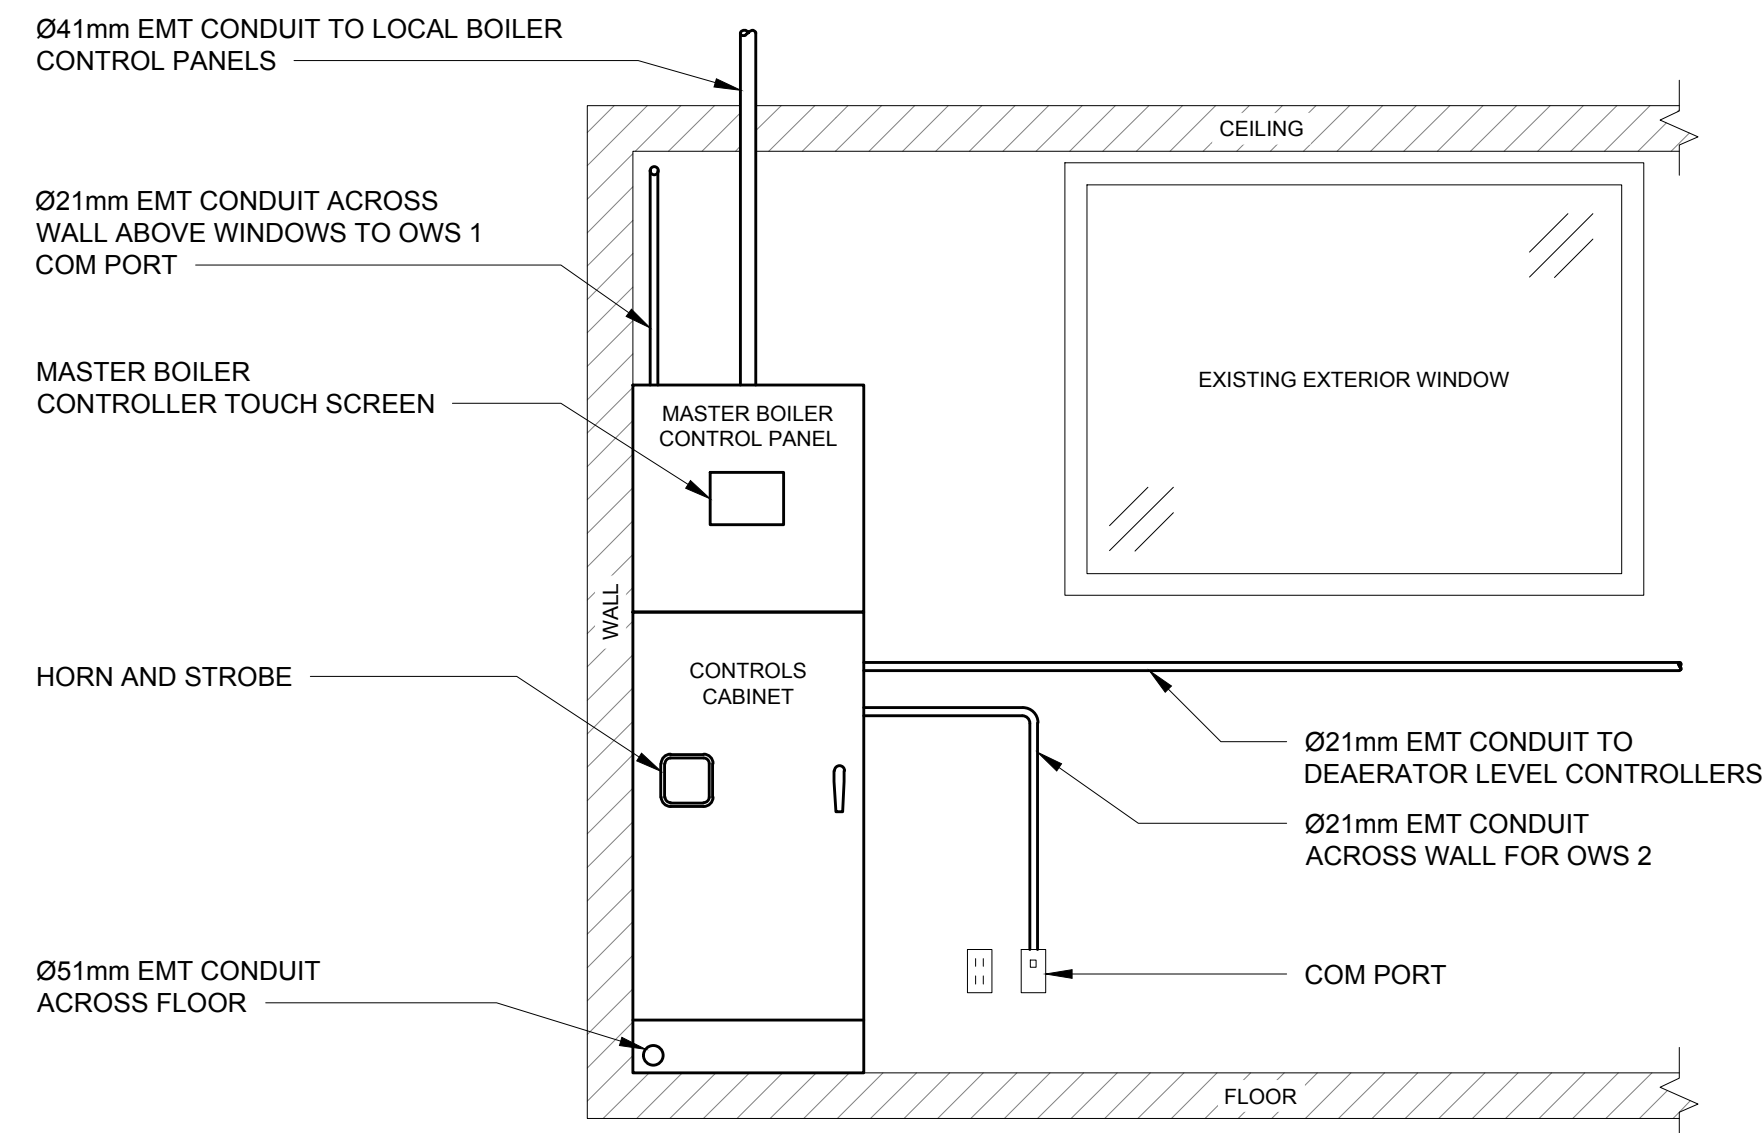 Ø41mm EMT CONDUIT TO LOCAL BOILER
CONTROL PANELS
CEILING
Ø21mm EMT CONDUIT ACROSS
WALL ABOVE WINDOWS TO OWS 1
COM PORT
MASTER BOILER
CONTROLLER TOUCH SCREEN
MASTER BOILER
CONTROL PANEL
EXISTING EXTERIOR WINDOW
WALL
HORN AND STROBE
CONTROLS
CABINET
Ø21mm EMT CONDUIT TO
DEAERATOR LEVEL CONTROLLERS
Ø21mm EMT CONDUIT
ACROSS WALL FOR OWS 2
Ø51mm EMT CONDUIT
ACROSS FLOOR
COM PORT
FLOOR